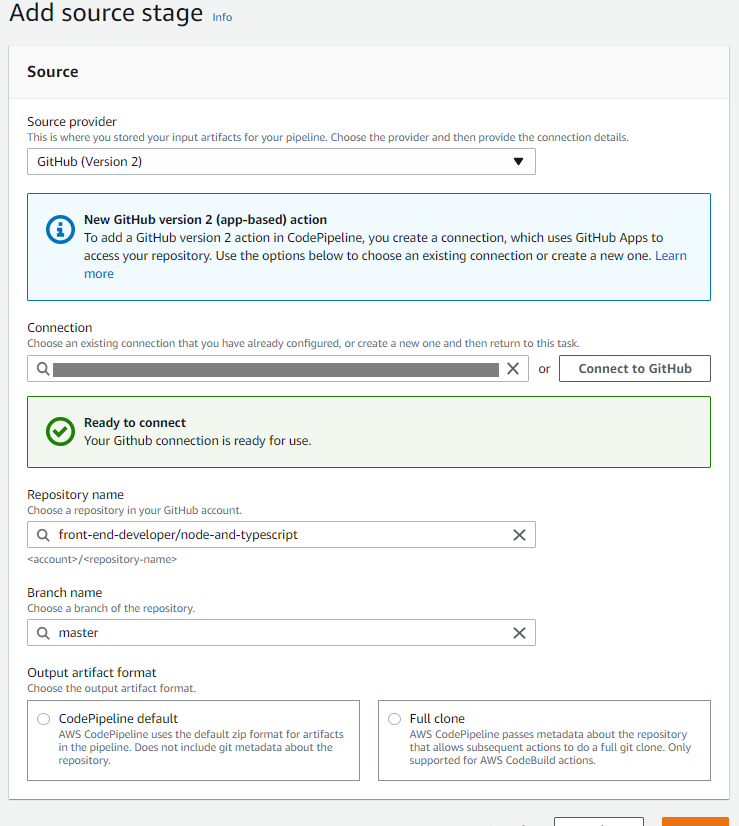 Add source stage Info
Source
Source provider
This is where you stored your input artifacts for your pipeline. Choose the provider and then provide the connection details.
GitHub (Version 2)
New GitHub version 2 (app-based) action
To add a GitHub version 2 action in CodePipeline, you create a connection, which uses GitHub Apps to
access your repository. Use the options below to choose an existing connection or create a new one. Learn
more
Connection
Choose an existing connection that you have already configured, or create a new one and then return to this task.
or Connect to GitHub
Ready to connect
Your Github connection is ready for use.
Repository name
Choose a repository in your GitHub account.
front-end-developer/node-and-typescript
<account>/<repository-name>
Branch name
Choose a branch of the repository.
master
Output artifact format
Choose the output artifact format.
CodePipeline default
AWS CodePipeline uses the default zip format for artifacts
in the pipeline. Does not include git metadata about the
repository.
Full clone
AWS CodePipeline passes metadata about the repository
that allows subsequent actions to do a full git clone. Only
supported for AWS CodeBuild actions.